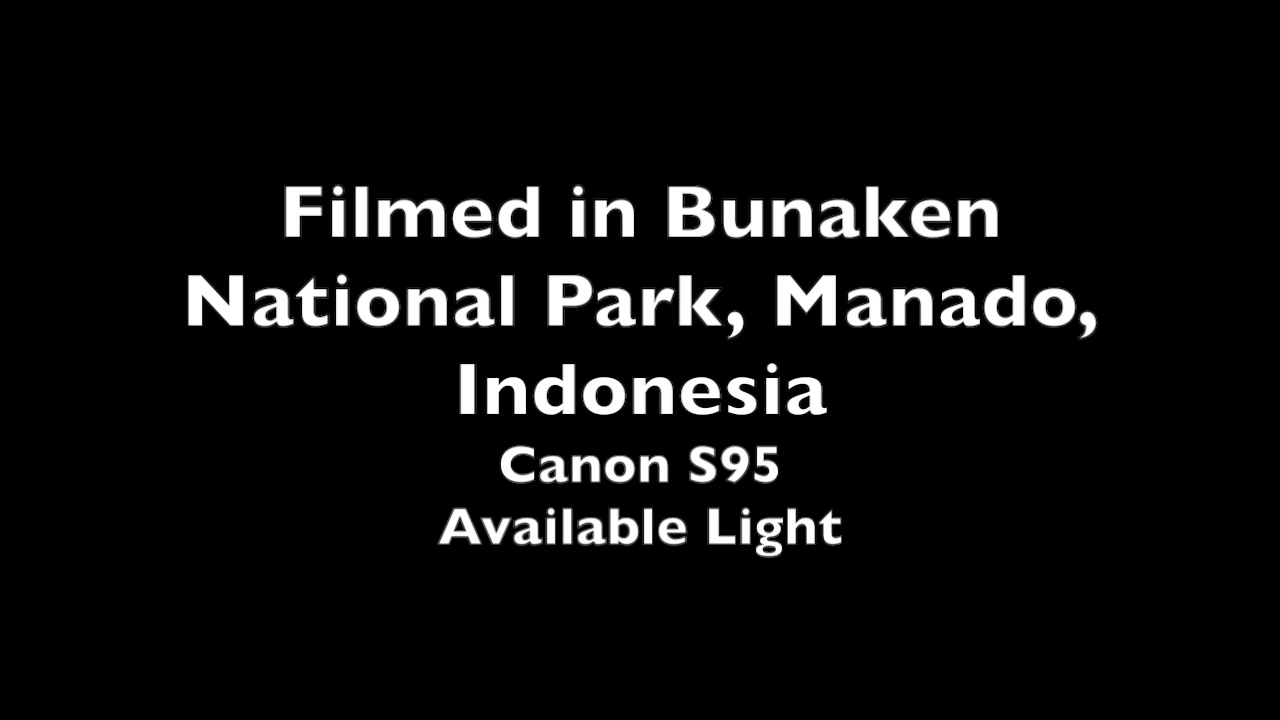 Filmed in Bunaken
National Park, Manado,
Indonesia
Canon S95
Available Light